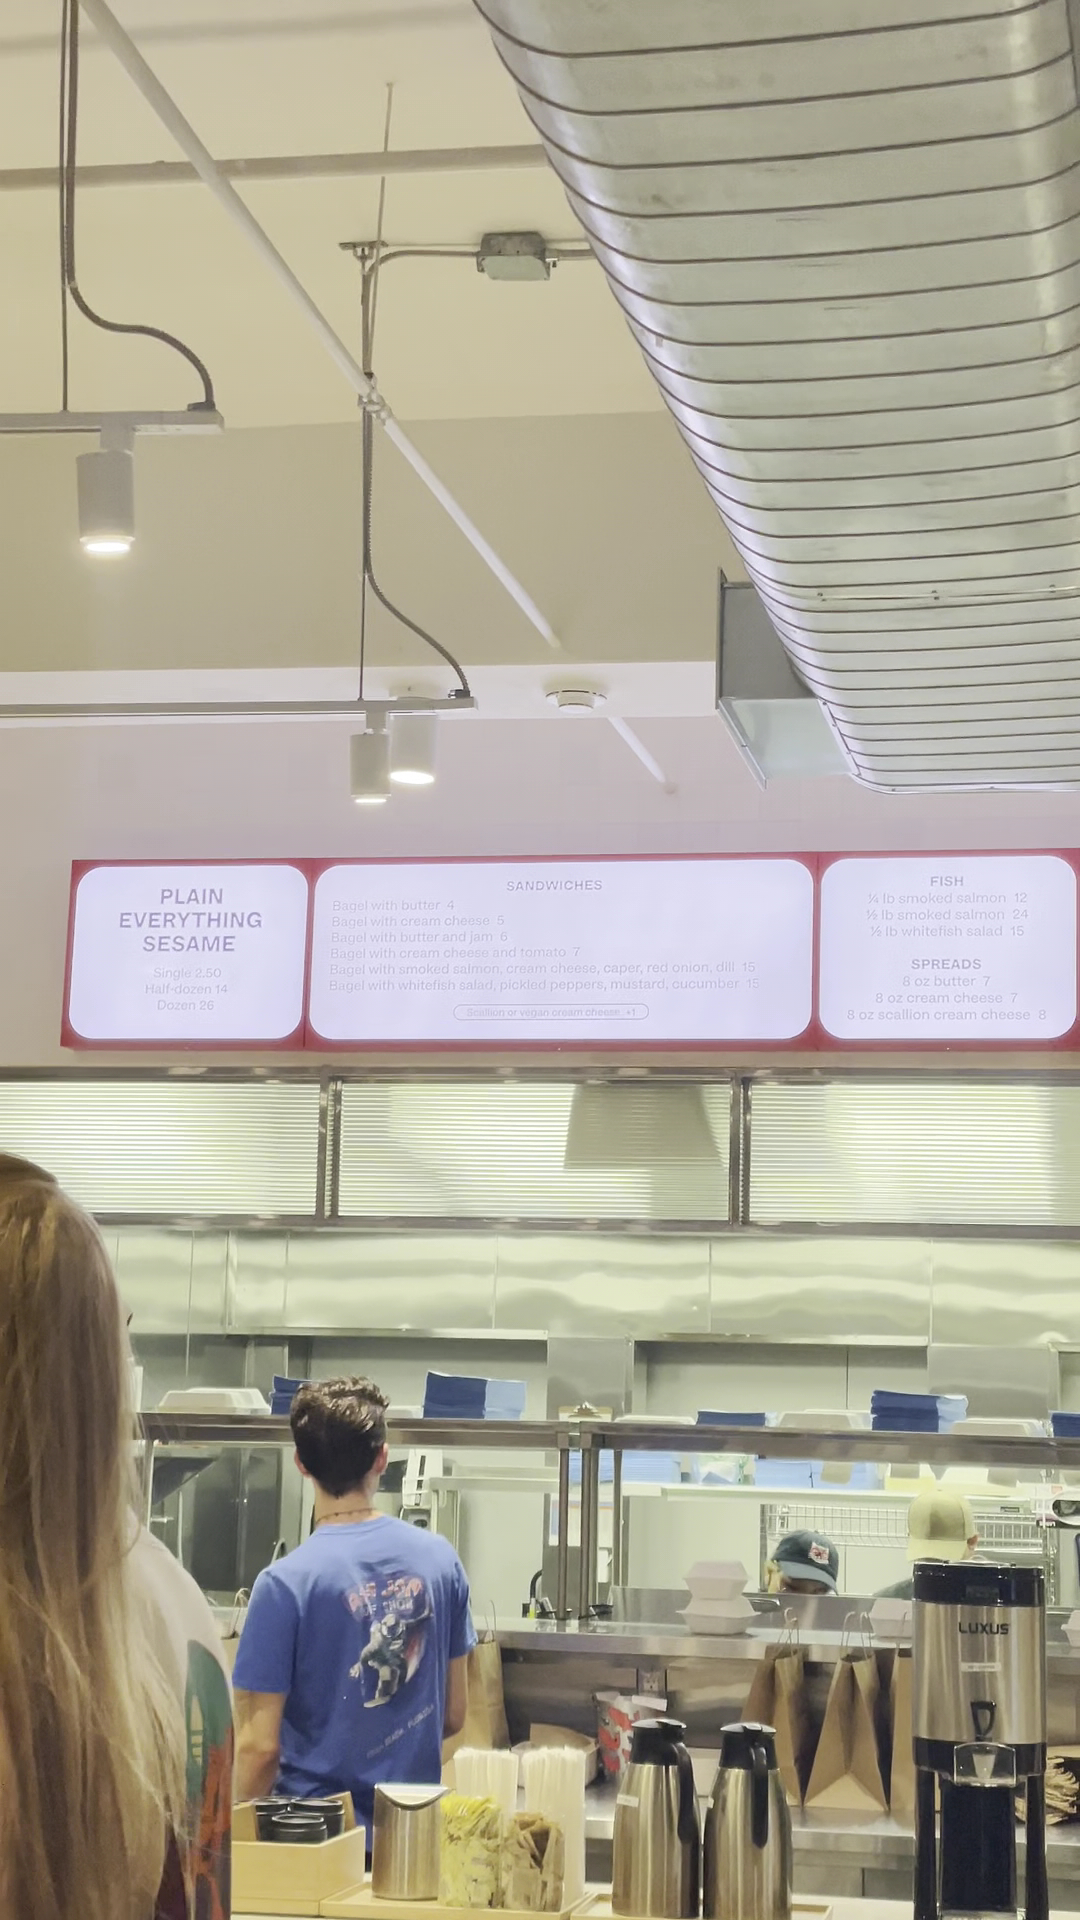 PLAIN
EVERYTHING
SESAME
Single 2.50
Half-dozen 14
Dozen 26
SANDWICHES
Bagel with butter 4
Bagel with cream cheese 5
Bagel with butter and jam 6
Bagel with cream cheese and tomato 7
Bagel with smoked salmon, cream cheese, caper, red onion, dill 15
Bagel with whitefish salad, pickled peppers, mustard, cucumber 15
Scallion or vegan cream cheese +1
FISH
¼ lb smoked salmon 12
½ lb smoked salmon 24
½ lb whitefish salad 15
SPREADS
8 oz butter 7
8 oz cream cheese 7
8 oz scallion cream cheese 8
LUXUS